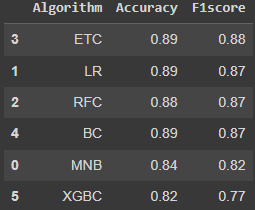 Algorithm Accuracy F1score
3 ETC 0.89 0.88
1 LR 0.89 0.87
2 RFC 0.88 0.87
4 BC 0.89 0.87
0 MNB 0.84 0.82
5 XGBC 0.82 0.77